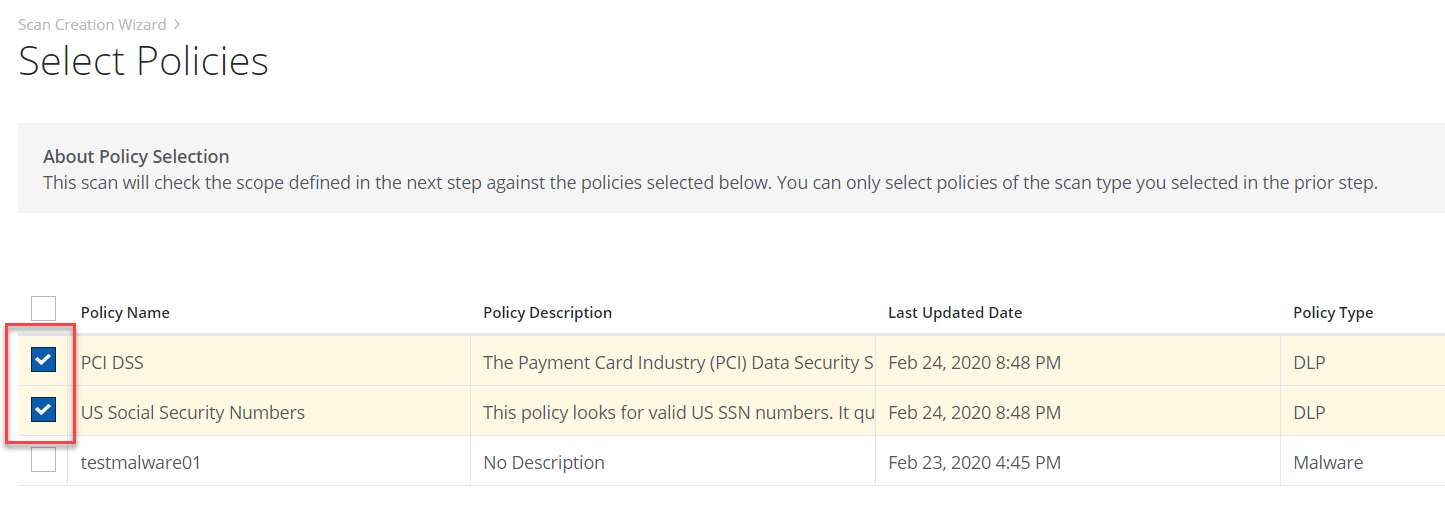 Scan Creation Wizard >
Select Policies
About Policy Selection
This scan will check the scope defined in the next step against the policies selected below. You can only select policies of the scan type you selected in the prior step.
Policy Name Policy Description Last Updated Date Policy Type
PCI DSS The Payment Card Industry (PCI) Data Security S Feb 24, 2020 8:48 PM DLP
US Social Security Numbers This policy looks for valid US SSN numbers. It qu Feb 24, 2020 8:48 PM DLP
testmalware01 No Description Feb 23, 2020 4:45 PM Malware